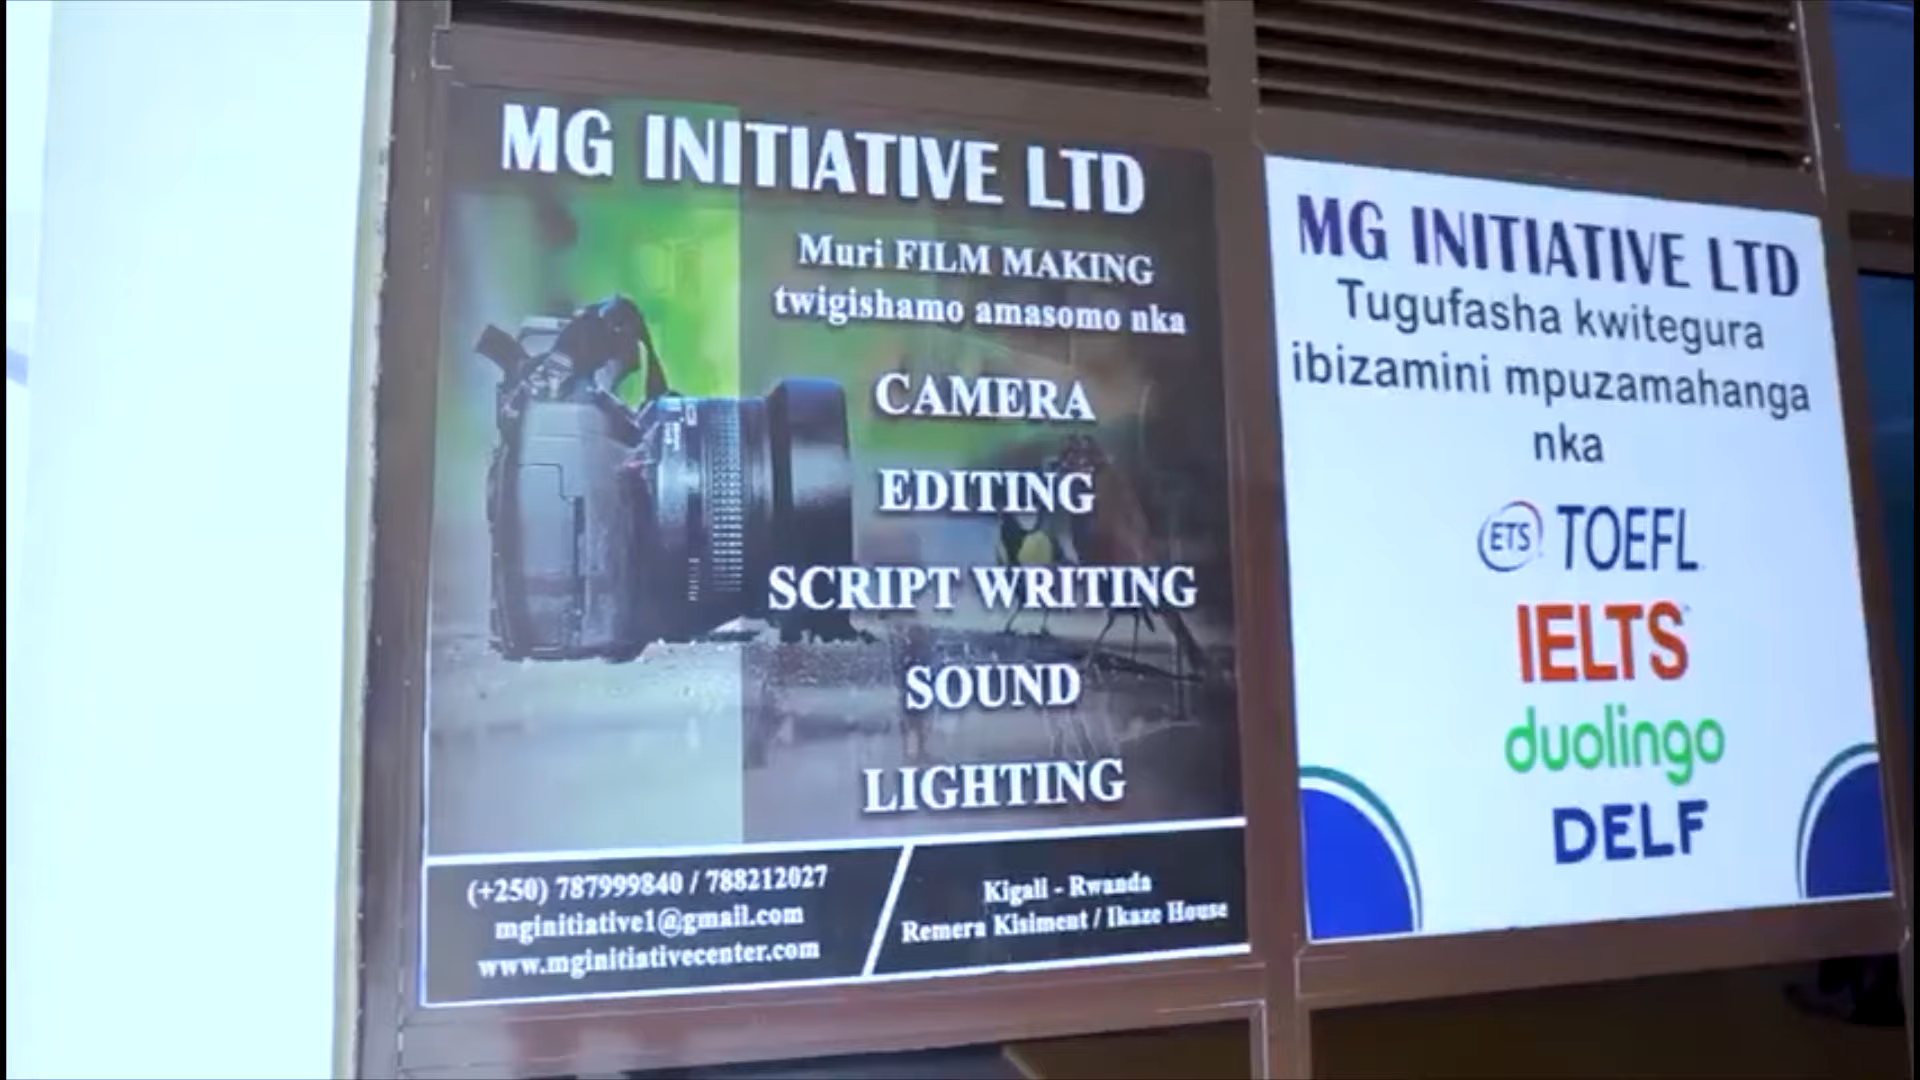 MG INITIATIVE LTD
Muri FILM MAKING
twigishamo amasomo nka
CAMERA
EDITING
SCRIPT WRITING
SOUND
LIGHTING
(+250) 787999840 / 788212027
mginitiative1@gmail.com
www.mginitiativecenter.com
Kigali - Rwanda
Remera Kisiment / Ikaze House
MG INITIATIVE LTD
Tugufasha kwitegura
ibizamini mpuzamahanga
nka
ETS TOEFL
IELTS
duolingo
DELF